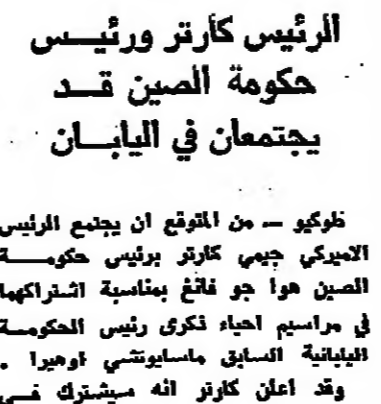 الرئيس كارتر ورئيس
حكومة الصين قد
يجتمعان في اليابان
طوكيو — من المتوقع ان يجتمع الرئيس
الاميركي جيمي كارتر برئيس حكومة
الصين هوا جو فانغ بمناسبة اشتراكهما
في مراسيم احياء ذكرى رئيس الحكومة
اليابانية السابق ماسايونتشي اوهيرا .
وقد اعلن كارتر انه سيشترك في